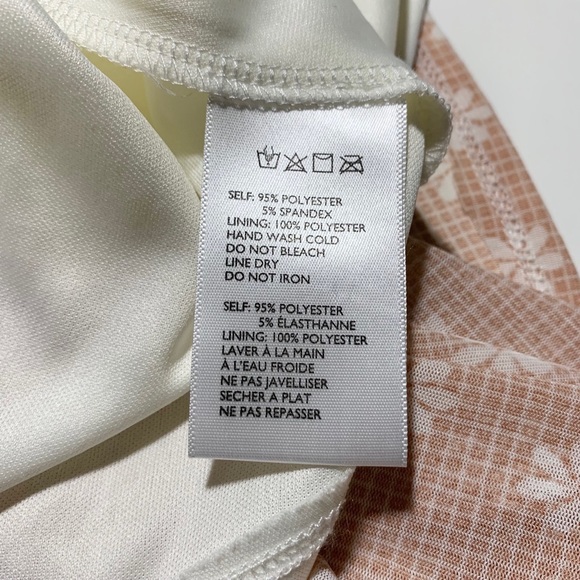 SELF: 95% POLYESTER
5% SPANDEX
LINING: 100% POLYESTER
HAND WASH COLD
DO NOT BLEACH
LINE DRY
DO NOT IRON
SELF: 95% POLYESTER
5% ÉLASTHANNE
LINING: 100% POLYESTER
LAVER À LA MAIN
À L'EAU FROIDE
NE PAS JAVELLISER
SECHER A PLAT
NE PAS REPASSER